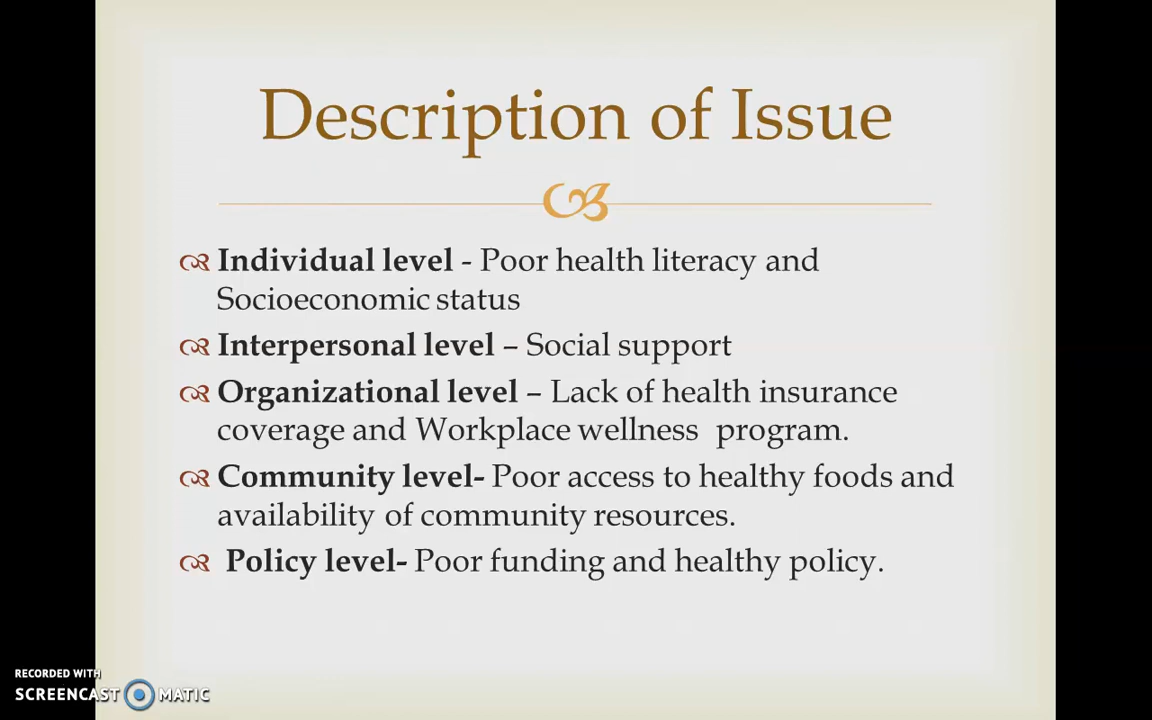 Description of Issue
Individual level - Poor health literacy and
Socioeconomic status
Interpersonal level – Social support
Organizational level – Lack of health insurance
coverage and Workplace wellness program.
Community level- Poor access to healthy foods and
availability of community resources.
Policy level- Poor funding and healthy policy.
RECORDED WITH
SCREENCAST MATIC